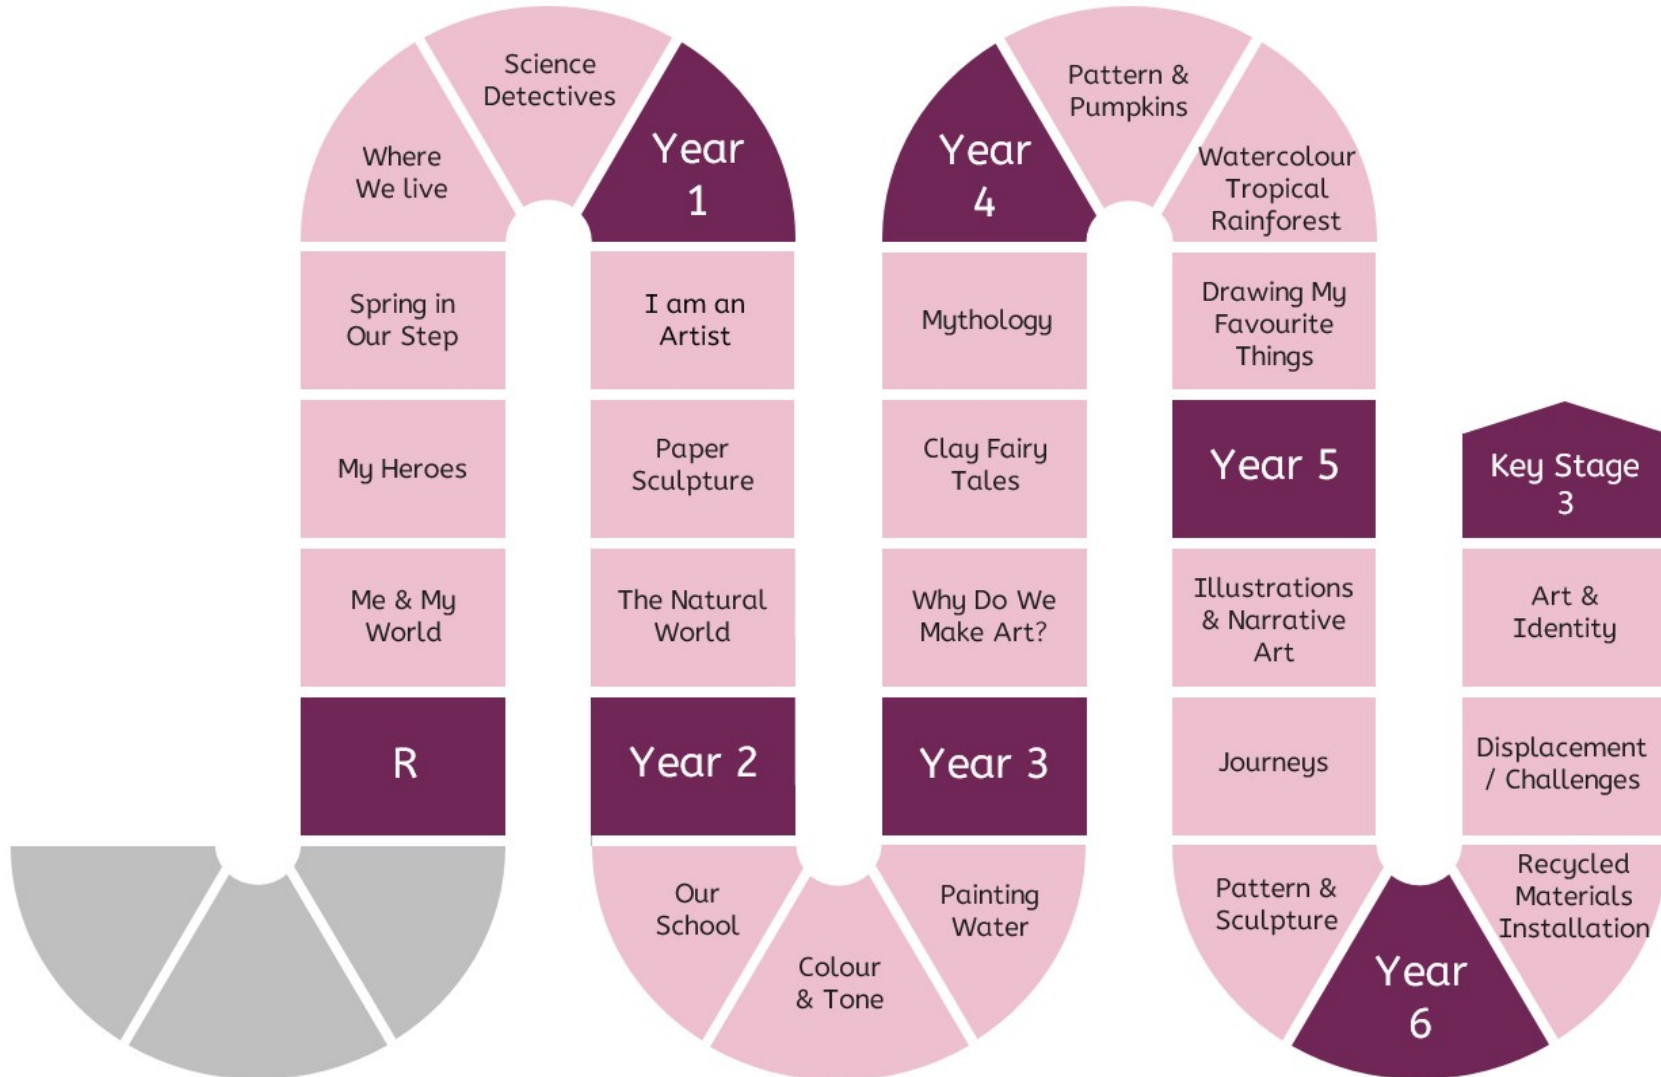 R
Me & My
World
My Heroes
Spring in
Our Step
Where
We live
Science
Detectives
Year
1
I am an
Artist
Paper
Sculpture
The Natural
World
Year 2
Our
School
Colour
& Tone
Painting
Water
Year 3
Why Do We
Make Art?
Clay Fairy
Tales
Mythology
Year
4
Pattern &
Pumpkins
Watercolour
Tropical
Rainforest
Drawing My
Favourite
Things
Year 5
Illustrations
& Narrative
Art
Journeys
Pattern &
Sculpture
Year
6
Recycled
Materials
Installation
Displacement
/ Challenges
Art &
Identity
Key Stage
3